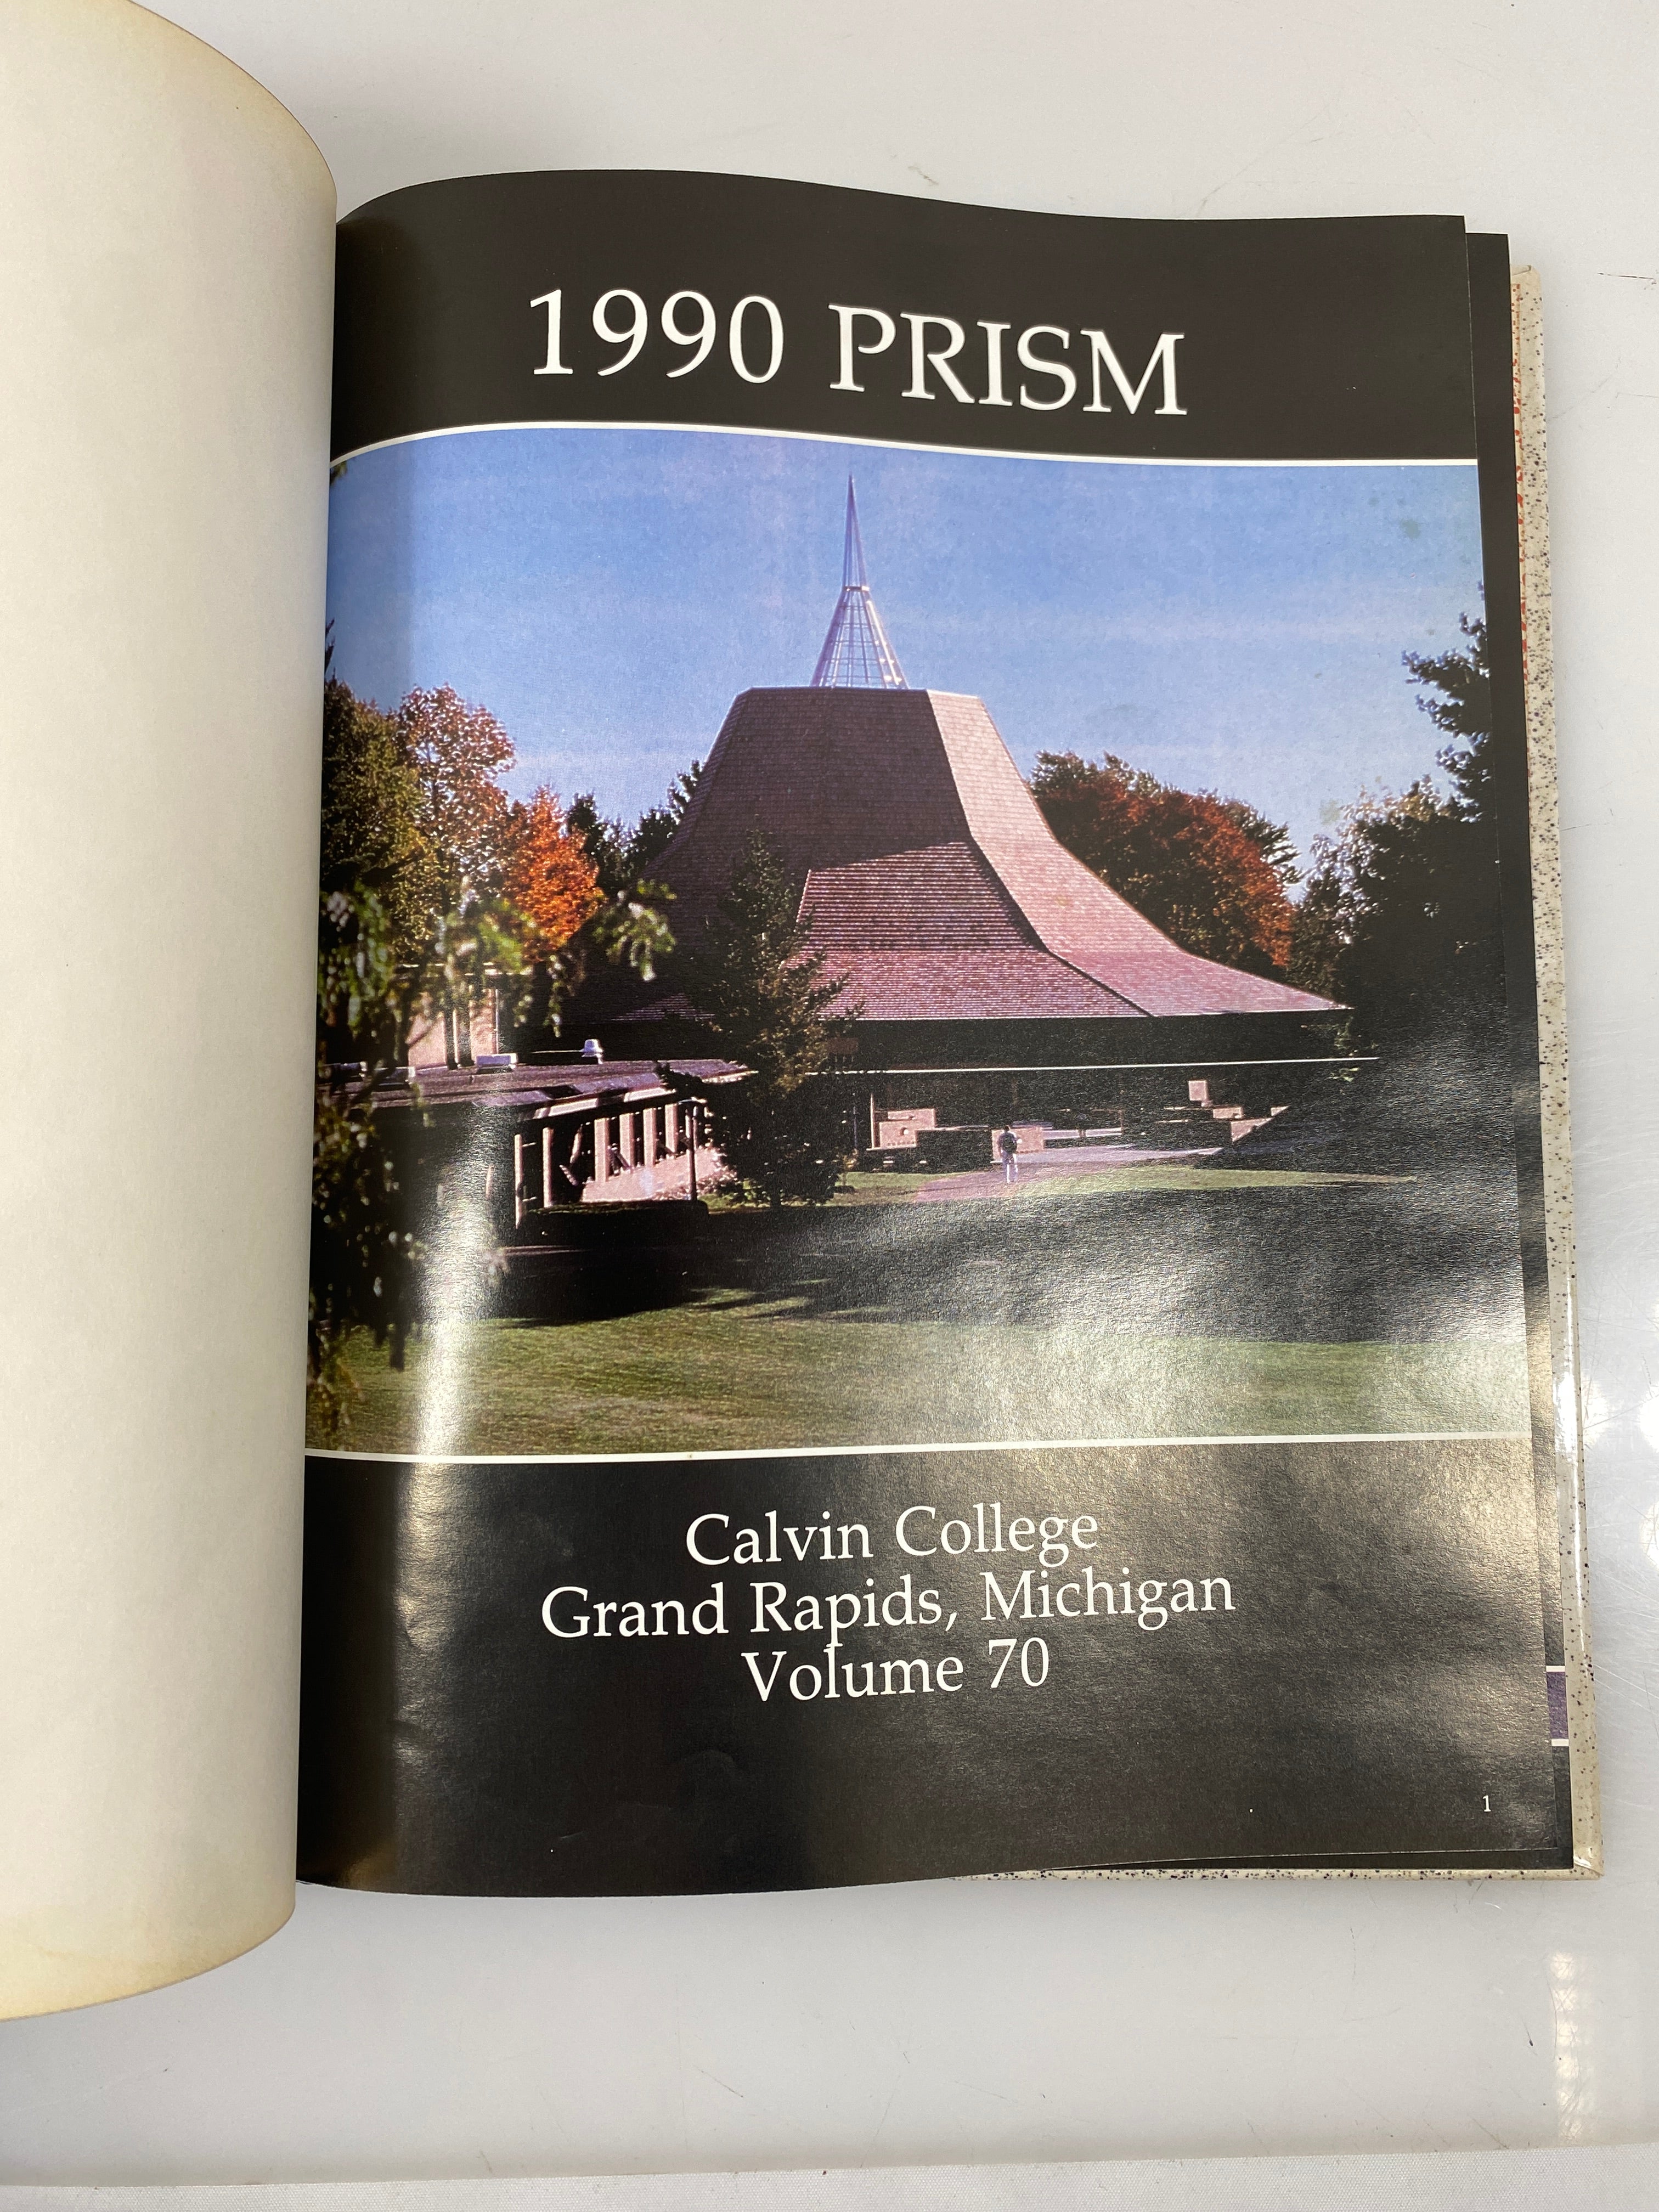 1990 PRISM
Calvin College
Grand Rapids, Michigan
Volume 70
1